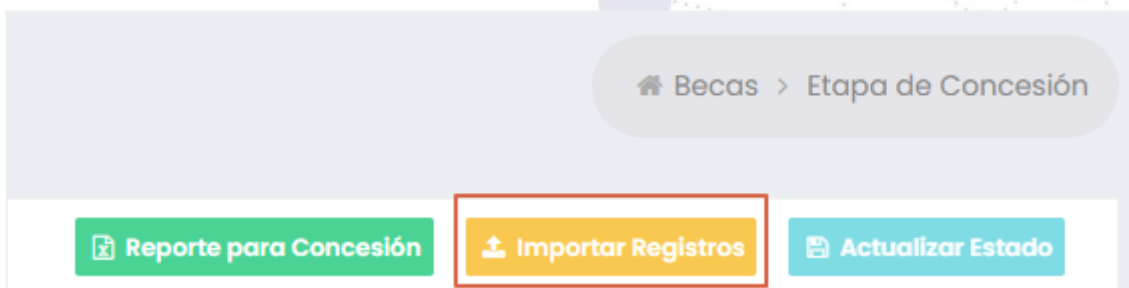 Becas > Etapa de Concesión
Reporte para Concesión Importar Registros Actualizar Estado